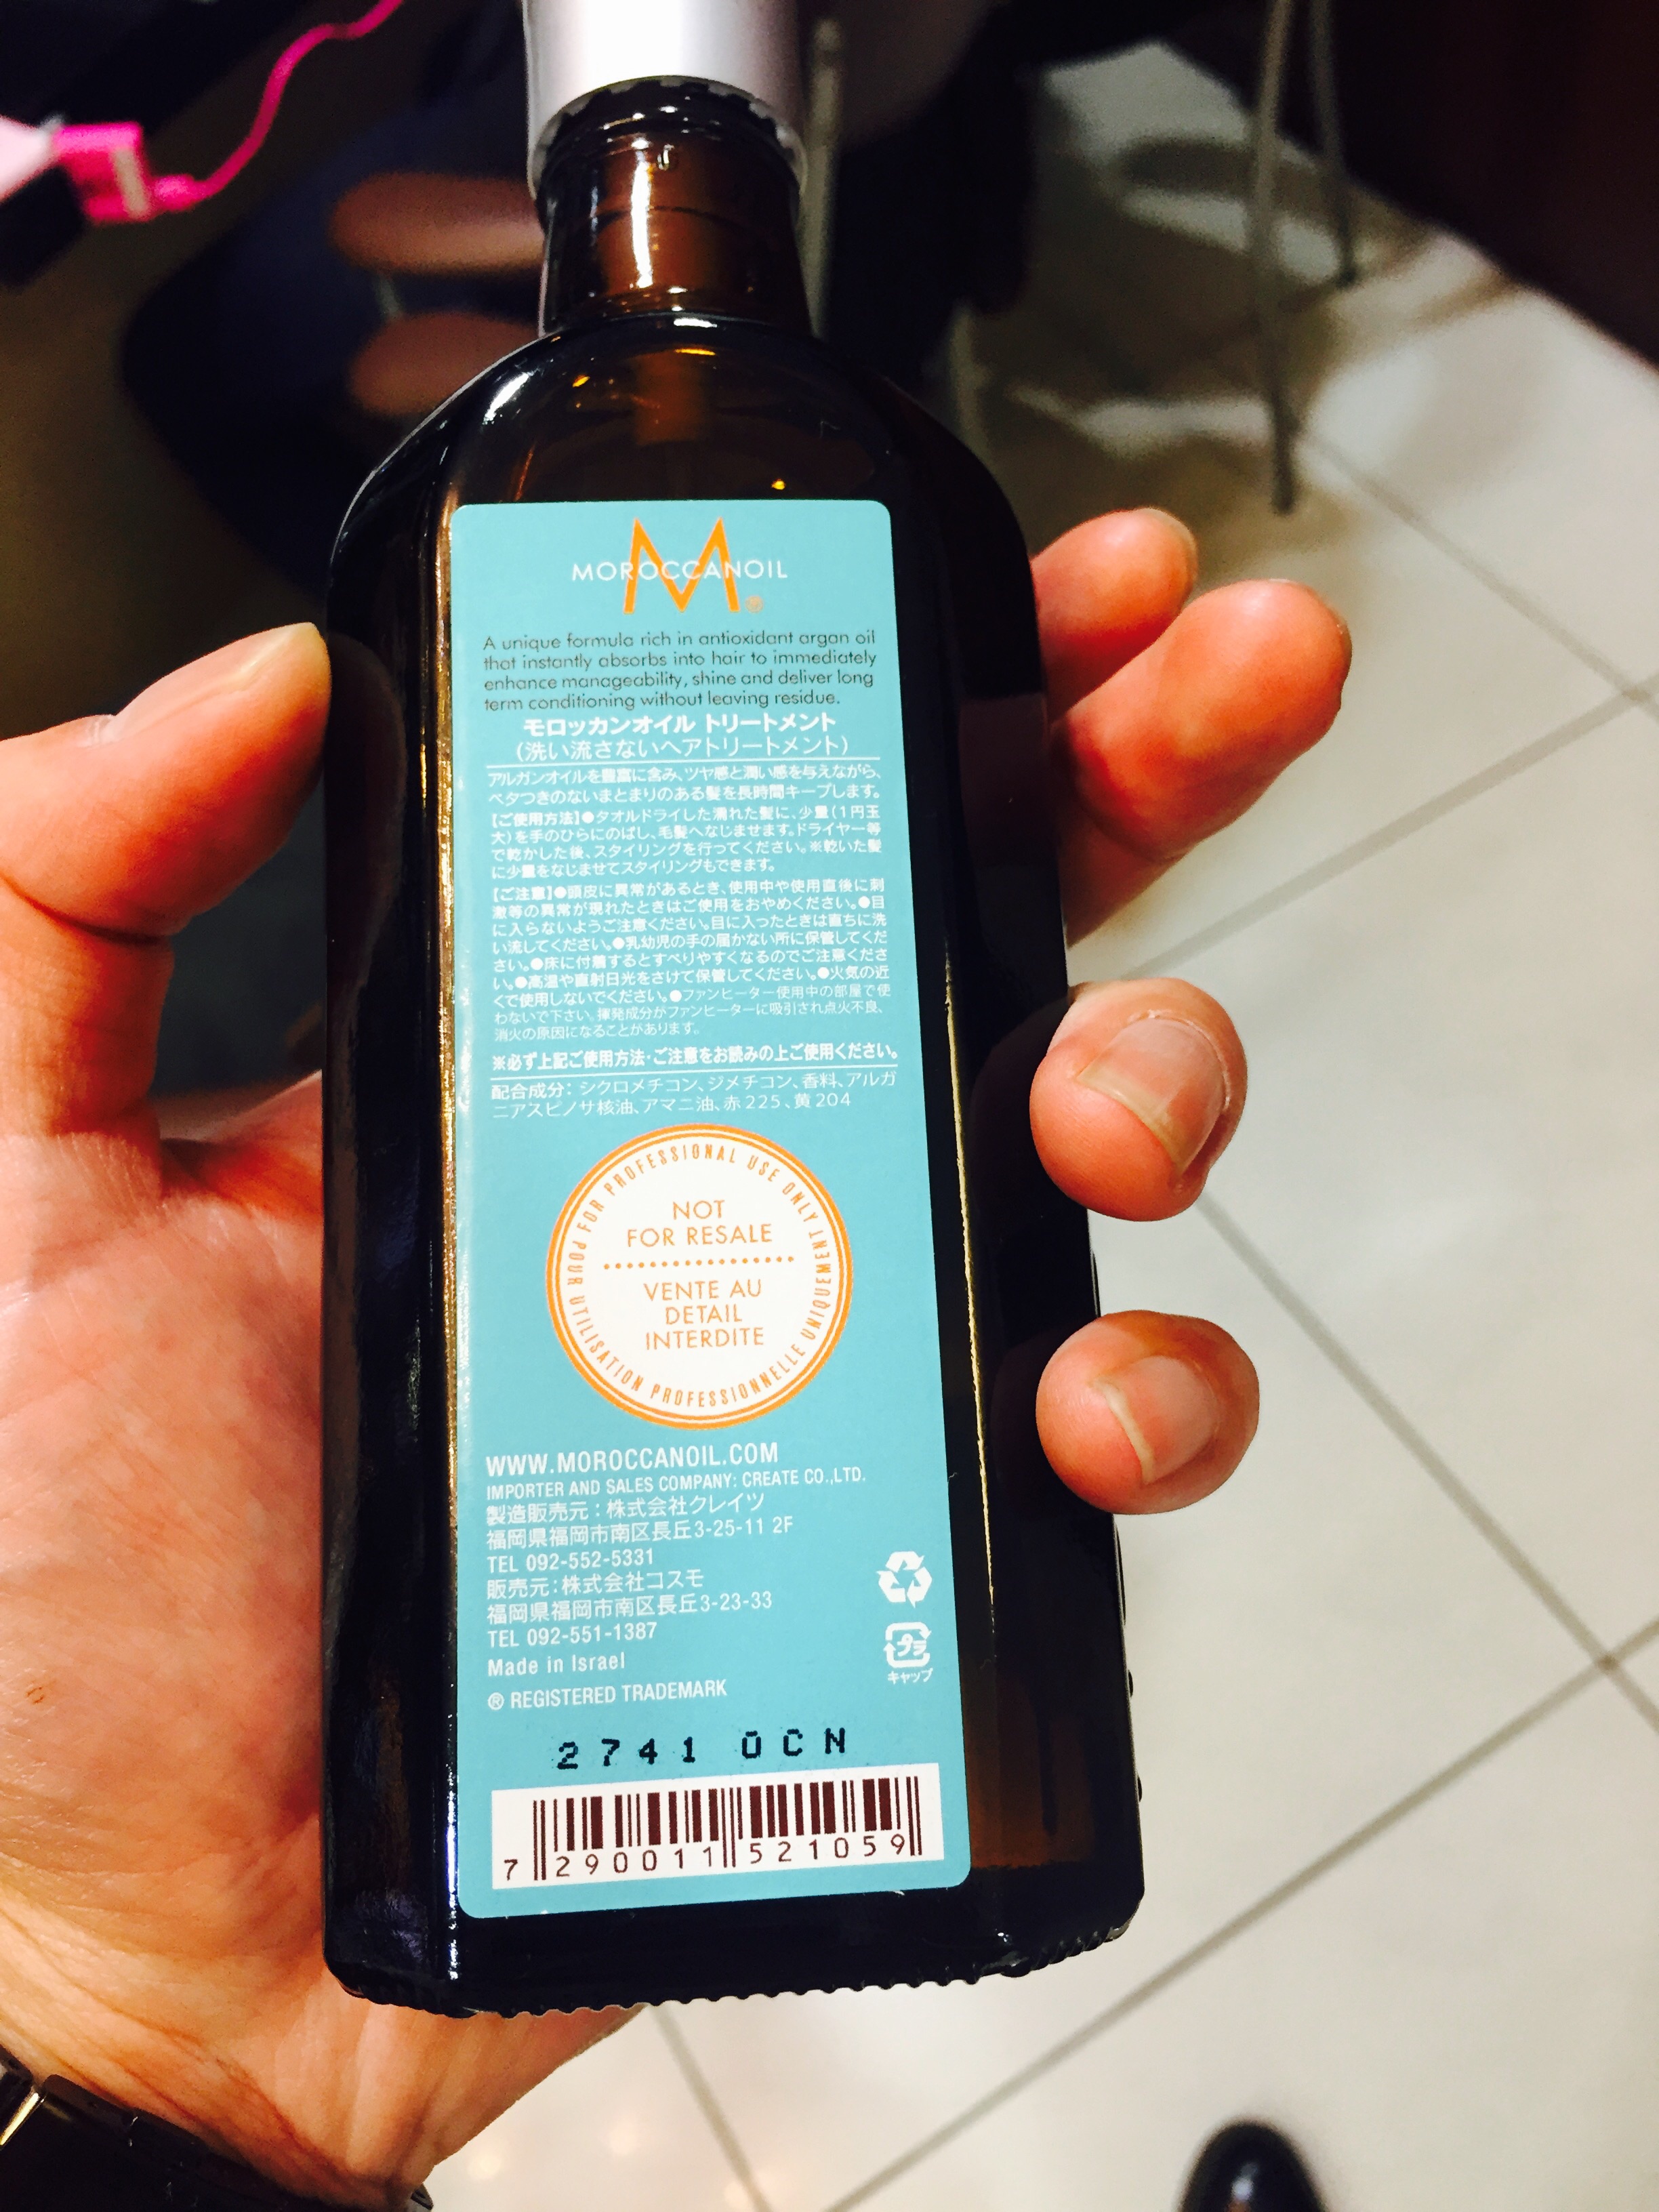 MOROCCANOIL
M®
A unique formula rich in antioxidant argan oil
that instantly absorbs into hair to immediately
enhance manageability, shine and deliver long
term conditioning without leaving residue.
モロッカンオイル トリートメント
(洗い流さないヘアトリートメント)
アルガンオイルを豊富に含み、ツヤ感と潤い感を与えながら、
ベタつきのないまとまりのある髪を長時間キープします。
【ご使用方法】●タオルドライした濡れた髪に、少量(1円玉
大)を手のひらにのばし、毛髪へなじませます。ドライヤー等
で乾かした後、スタイリングを行ってください。※乾いた髪
に少量をなじませてスタイリングもできます。
【ご注意】●頭皮に異常があるとき、使用中や使用直後に刺
激等の異常が現れたときはご使用をおやめください。●目
に入らないようご注意ください。目に入ったときは直ちに洗
い流してください。●乳幼児の手の届かない所に保管してくだ
さい。●床に付着するとすべりやすくなるのでご注意くださ
い。●高温や直射日光をさけて保管してください。●火気の近
くで使用しないでください。●ファンヒーター使用中の部屋で使
わないで下さい。揮発成分がファンヒーターに吸引され点火不良、
消火の原因になることがあります。
※必ず上記ご使用方法・ご注意をお読みの上ご使用ください。
配合成分: シクロメチコン、ジメチコン、香料、アルガ
ニアスピノサ核油、アマニ油、赤225、黄204
FOR PROFESSIONAL USE ONLY
NOT
FOR RESALE
VENTE AU
DETAIL
INTERDITE
POUR UTILISATION PROFESSIONNELLE UNIQUEMENT
WWW.MOROCCANOIL.COM
IMPORTER AND SALES COMPANY: CREATE CO.,LTD.
製造販売元:株式会社クレイツ
福岡県福岡市南区長丘3-25-11 2F
TEL 092-552-5331
販売元:株式会社コスモ
福岡県福岡市南区長丘3-23-33
TEL 092-551-1387
Made in Israel
® REGISTERED TRADEMARK
プラ
キャップ
2741 0CN
7 290011 521059